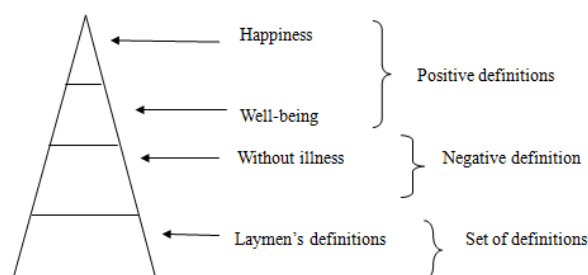 Happiness
Positive definitions
Well-being
Without illness
Negative definition
Laymen's definitions
Set of definitions